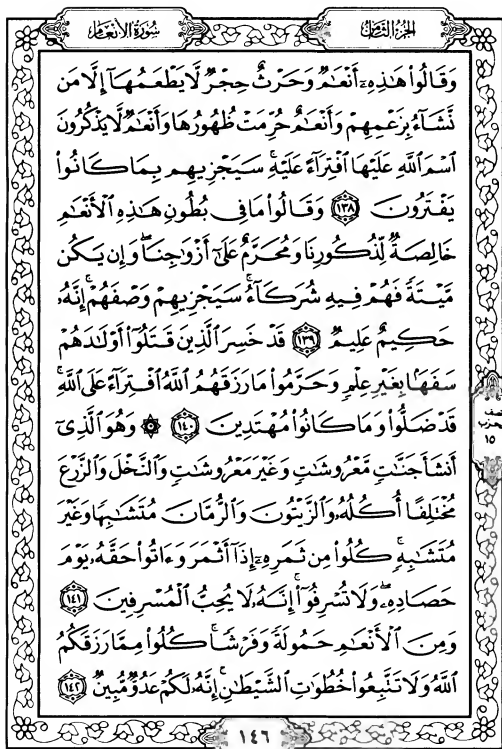 الجزء الثامن
سورة الأنعام
وَقَالُوا۟ هَـٰذِهِۦٓ أَنْعَـٰمٌ وَحَرْثٌ حِجْرٌ لَّا يَطْعَمُهَآ إِلَّا مَن
نَّشَآءُ بِزَعْمِهِمْ وَأَنْعَـٰمٌ حُرِّمَتْ ظُهُورُهَا وَأَنْعَـٰمٌ لَّا يَذْكُرُونَ
ٱسْمَ ٱللَّهِ عَلَيْهَا ٱفْتِرَآءً عَلَيْهِ ۚ سَيَجْزِيهِم بِمَا كَانُوا۟
يَفْتَرُونَ ١٣٨ وَقَالُوا۟ مَا فِى بُطُونِ هَـٰذِهِ ٱلْأَنْعَـٰمِ
خَالِصَةٌ لِّذُكُورِنَا وَمُحَرَّمٌ عَلَىٰٓ أَزْوَٰجِنَا ۖ وَإِن يَكُن
مَّيْتَةً فَهُمْ فِيهِ شُرَكَآءُ ۚ سَيَجْزِيهِمْ وَصْفَهُمْ ۚ إِنَّهُۥ
حَكِيمٌ عَلِيمٌ ١٣٩ قَدْ خَسِرَ ٱلَّذِينَ قَتَلُوٓا۟ أَوْلَـٰدَهُمْ
سَفَهًۢا بِغَيْرِ عِلْمٍ وَحَرَّمُوا۟ مَا رَزَقَهُمُ ٱللَّهُ ٱفْتِرَآءً عَلَى ٱللَّهِ ۚ
قَدْ ضَلُّوا۟ وَمَا كَانُوا۟ مُهْتَدِينَ ١٤٠ ۞ وَهُوَ ٱلَّذِىٓ
أَنشَأَ جَنَّـٰتٍ مَّعْرُوشَـٰتٍ وَغَيْرَ مَعْرُوشَـٰتٍ وَٱلنَّخْلَ وَٱلزَّرْعَ
مُخْتَلِفًا أُكُلُهُۥ وَٱلزَّيْتُونَ وَٱلرُّمَّانَ مُتَشَـٰبِهًا وَغَيْرَ
مُتَشَـٰبِهٍ ۚ كُلُوا۟ مِن ثَمَرِهِۦٓ إِذَآ أَثْمَرَ وَءَاتُوا۟ حَقَّهُۥ يَوْمَ
حَصَادِهِۦ ۖ وَلَا تُسْرِفُوٓا۟ ۚ إِنَّهُۥ لَا يُحِبُّ ٱلْمُسْرِفِينَ ١٤١
وَمِنَ ٱلْأَنْعَـٰمِ حَمُولَةً وَفَرْشًا ۚ كُلُوا۟ مِمَّا رَزَقَكُمُ
ٱللَّهُ وَلَا تَتَّبِعُوا۟ خُطُوَٰتِ ٱلشَّيْطَـٰنِ ۚ إِنَّهُۥ لَكُمْ عَدُوٌّ مُّبِينٌ ١٤٢
الحزب
١٥
١٤٦